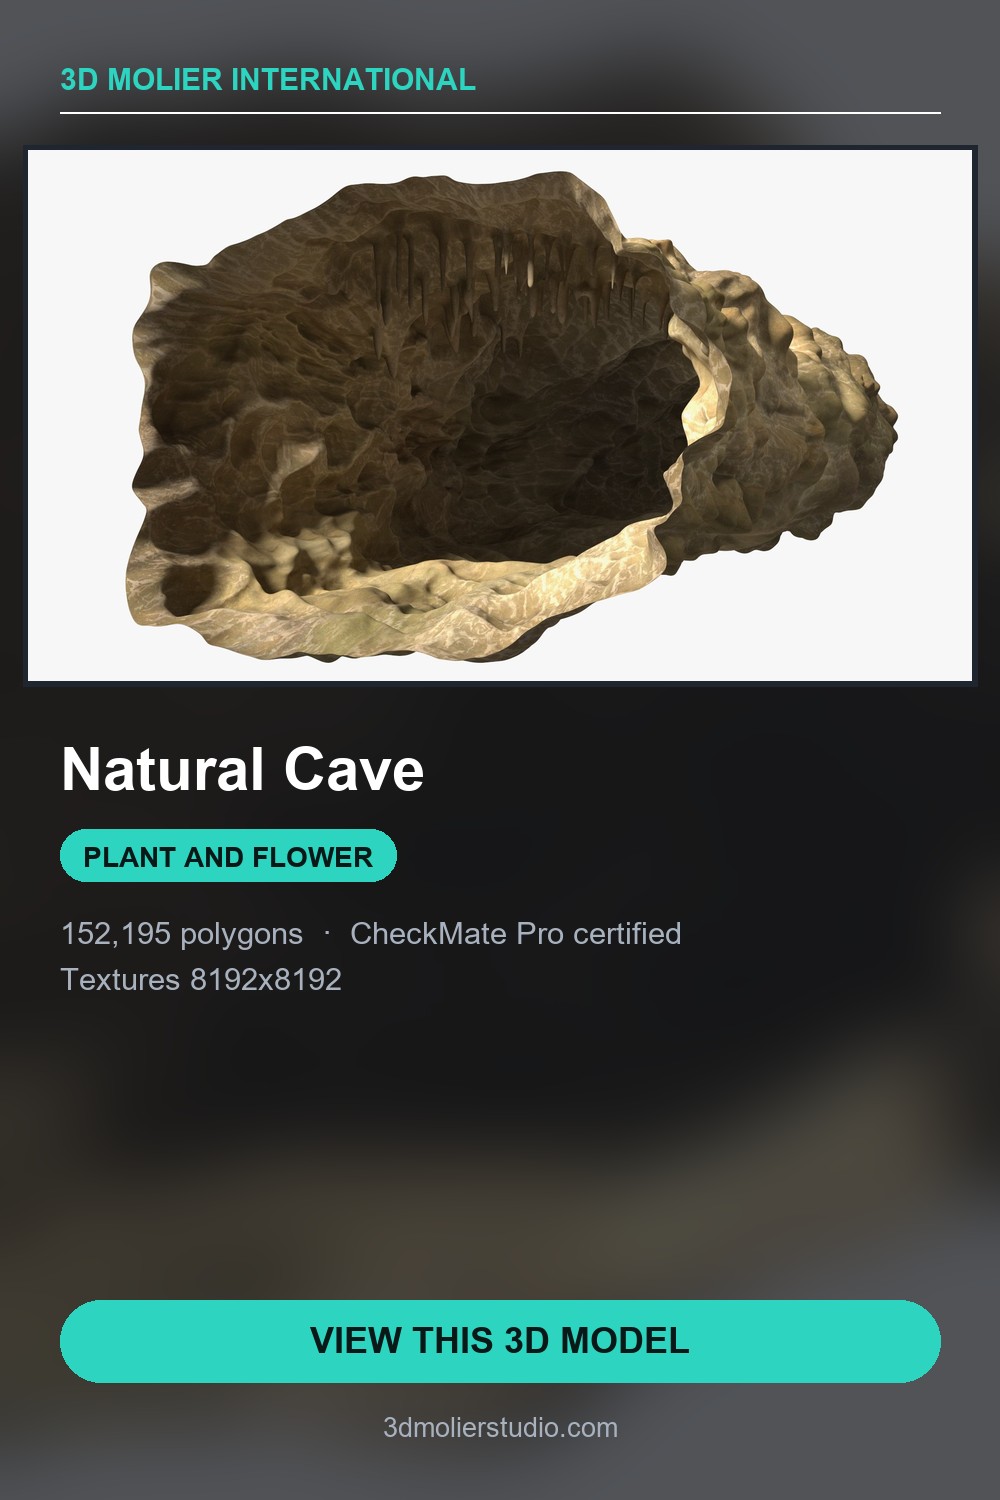 3D MOLIER INTERNATIONAL
Natural Cave
PLANT AND FLOWER
152,195 polygons · CheckMate Pro certified
Textures 8192x8192
VIEW THIS 3D MODEL
3dmolierstudio.com